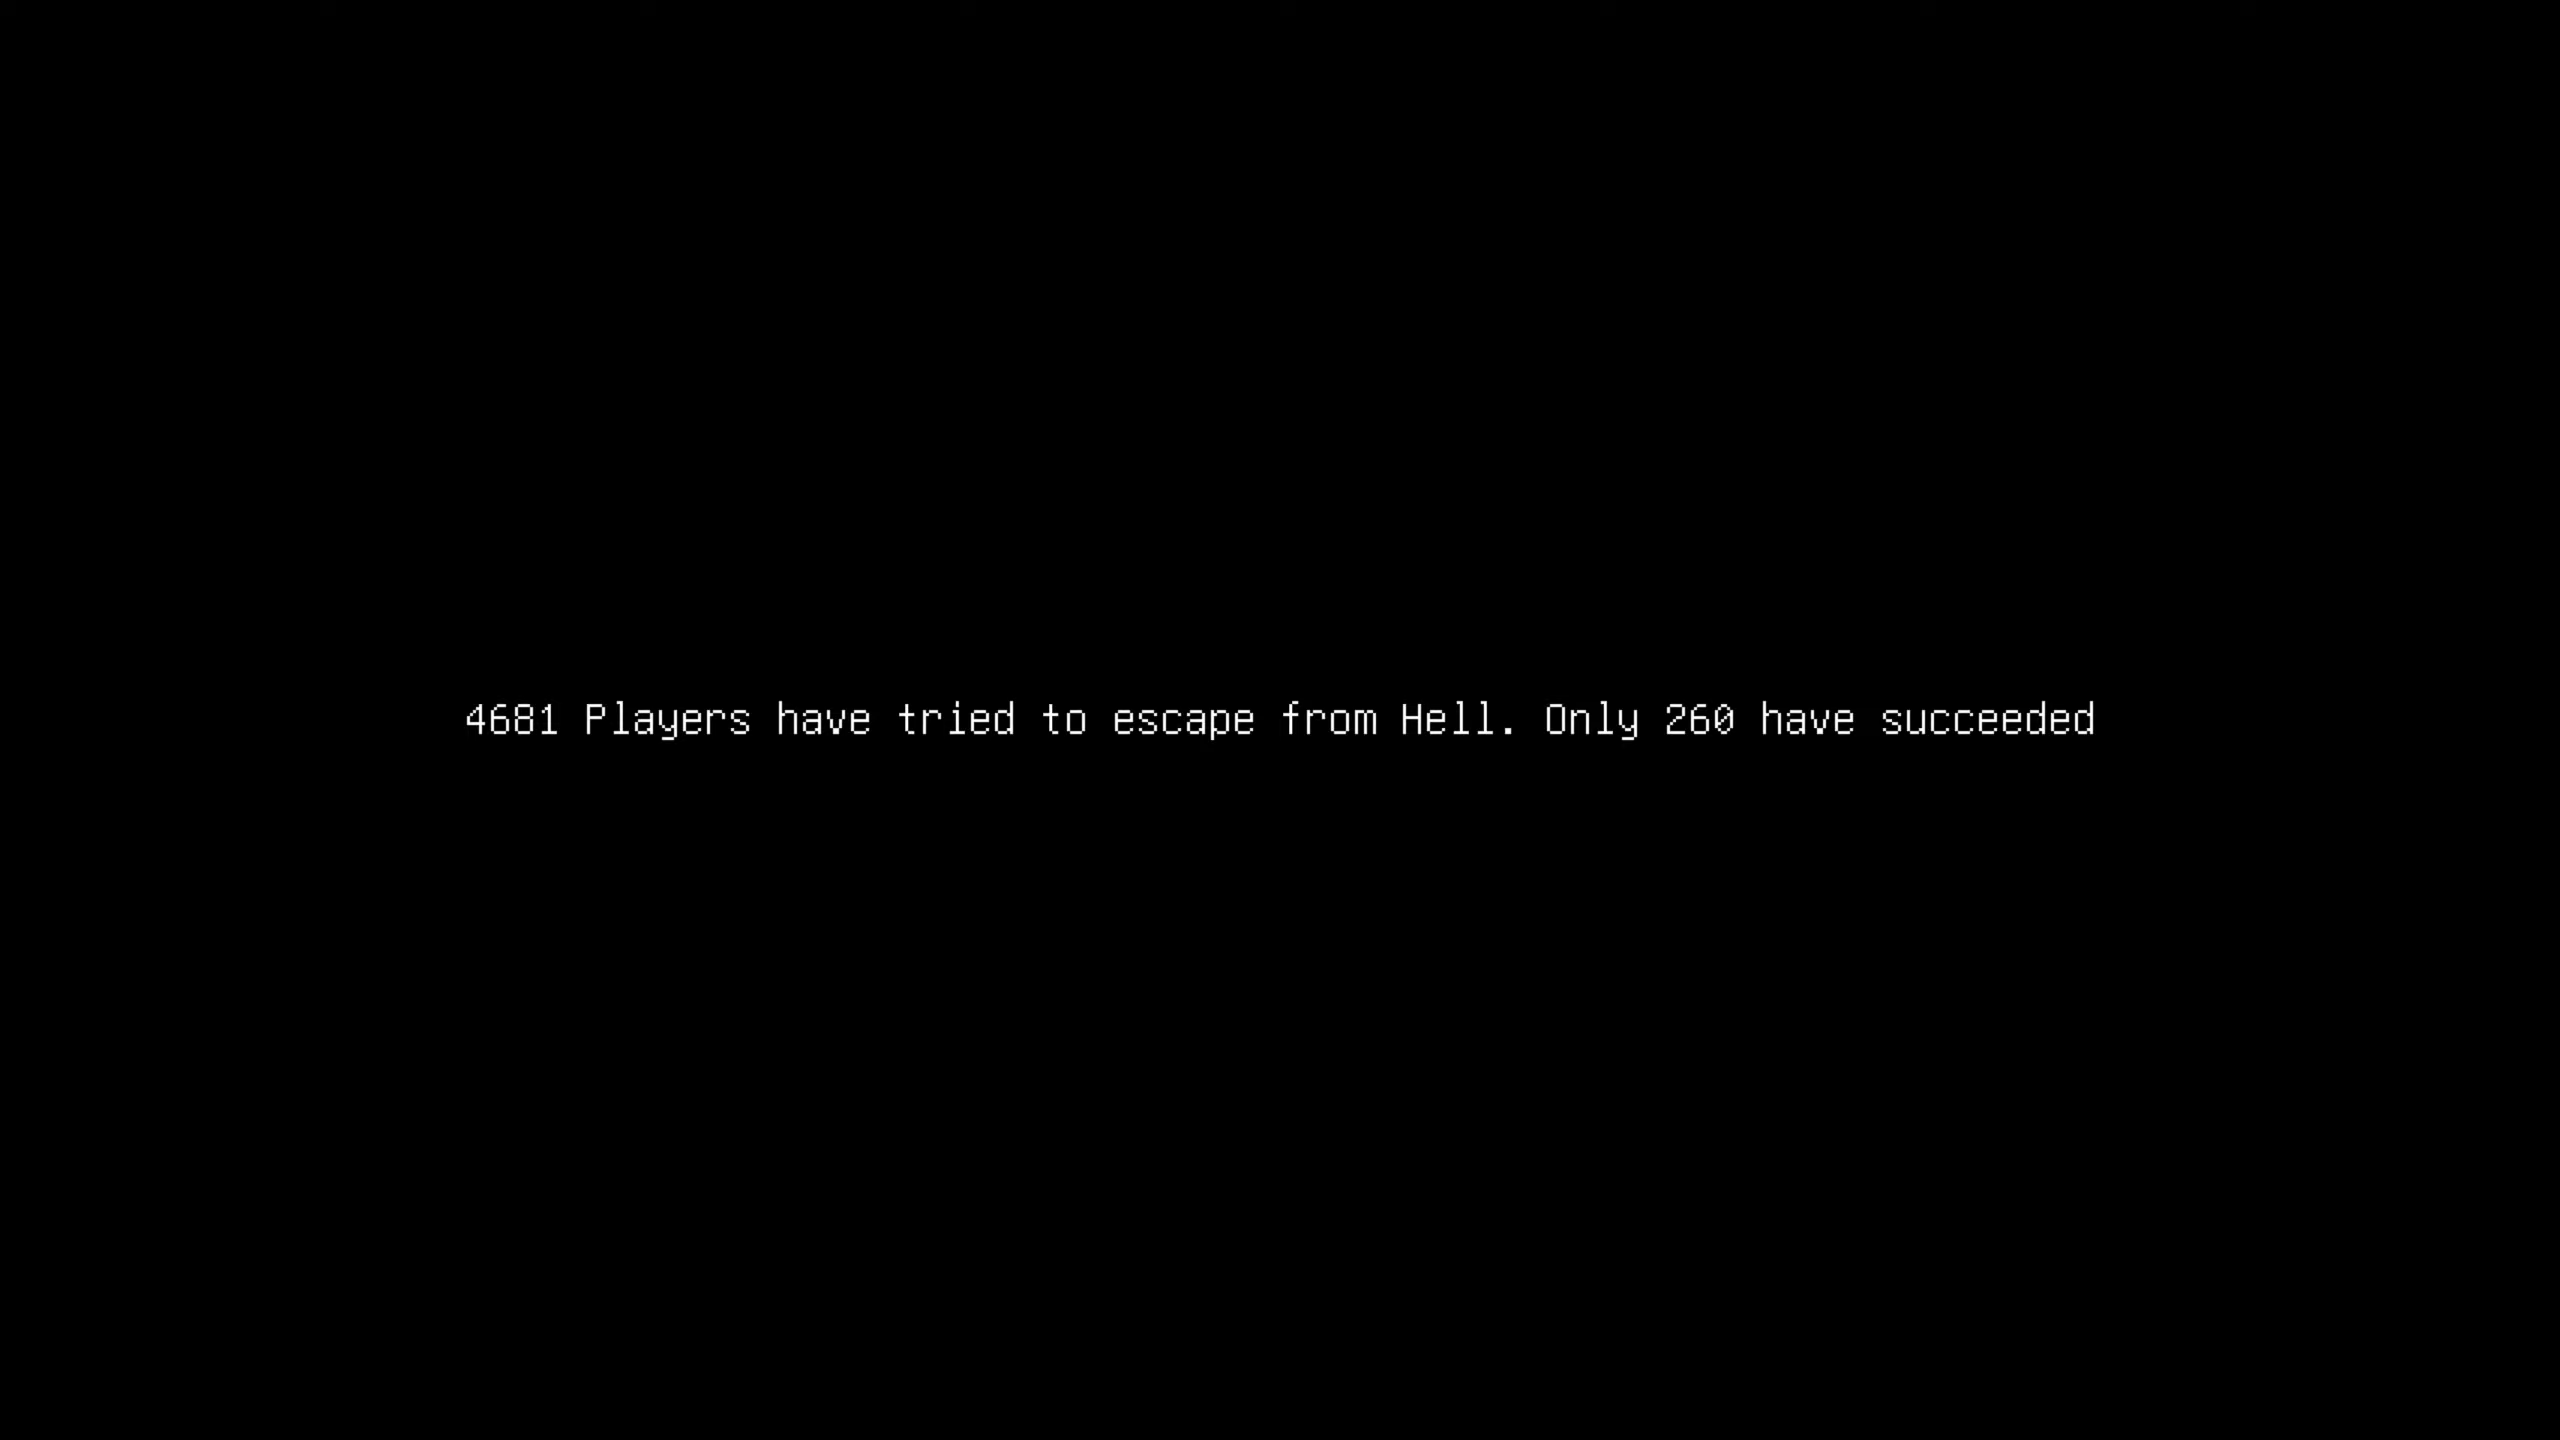 4681 Players have tried to escape from Hell. Only 260 have succeeded